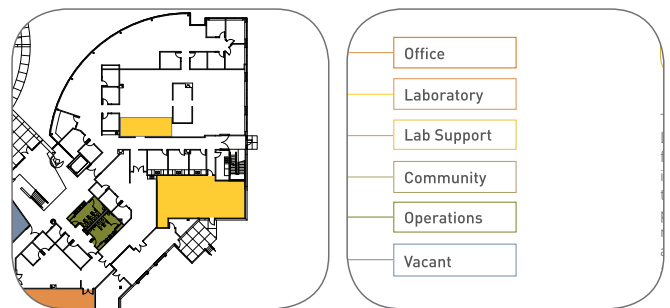 Office
Laboratory
Lab Support
Community
Operations
Vacant